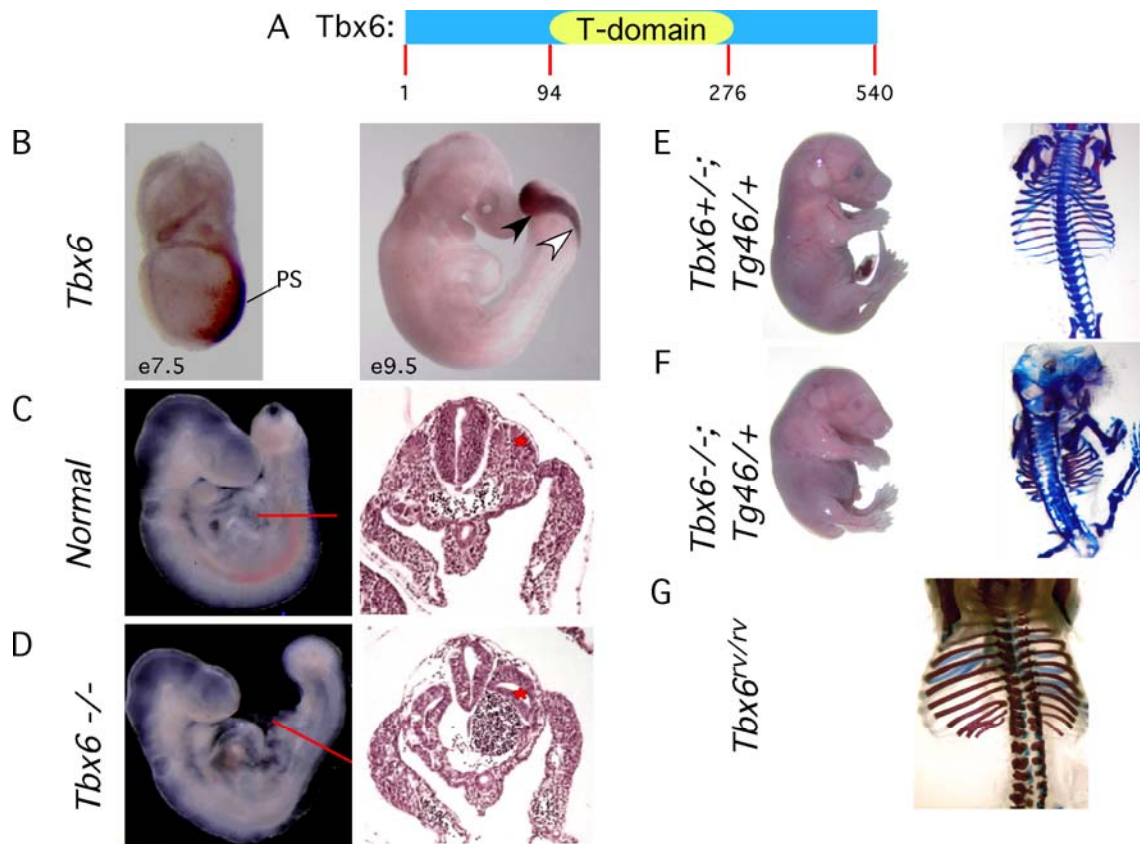 A Tbx6: T-domain
1 94 276 540
B
Tbx6
PS
e7.5
e9.5
C
Normal
D
Tbx6 -/-
E
Tbx6+/-;
Tg46/+
F
Tbx6-/-;
Tg46/+
G
Tbx6rv/rv